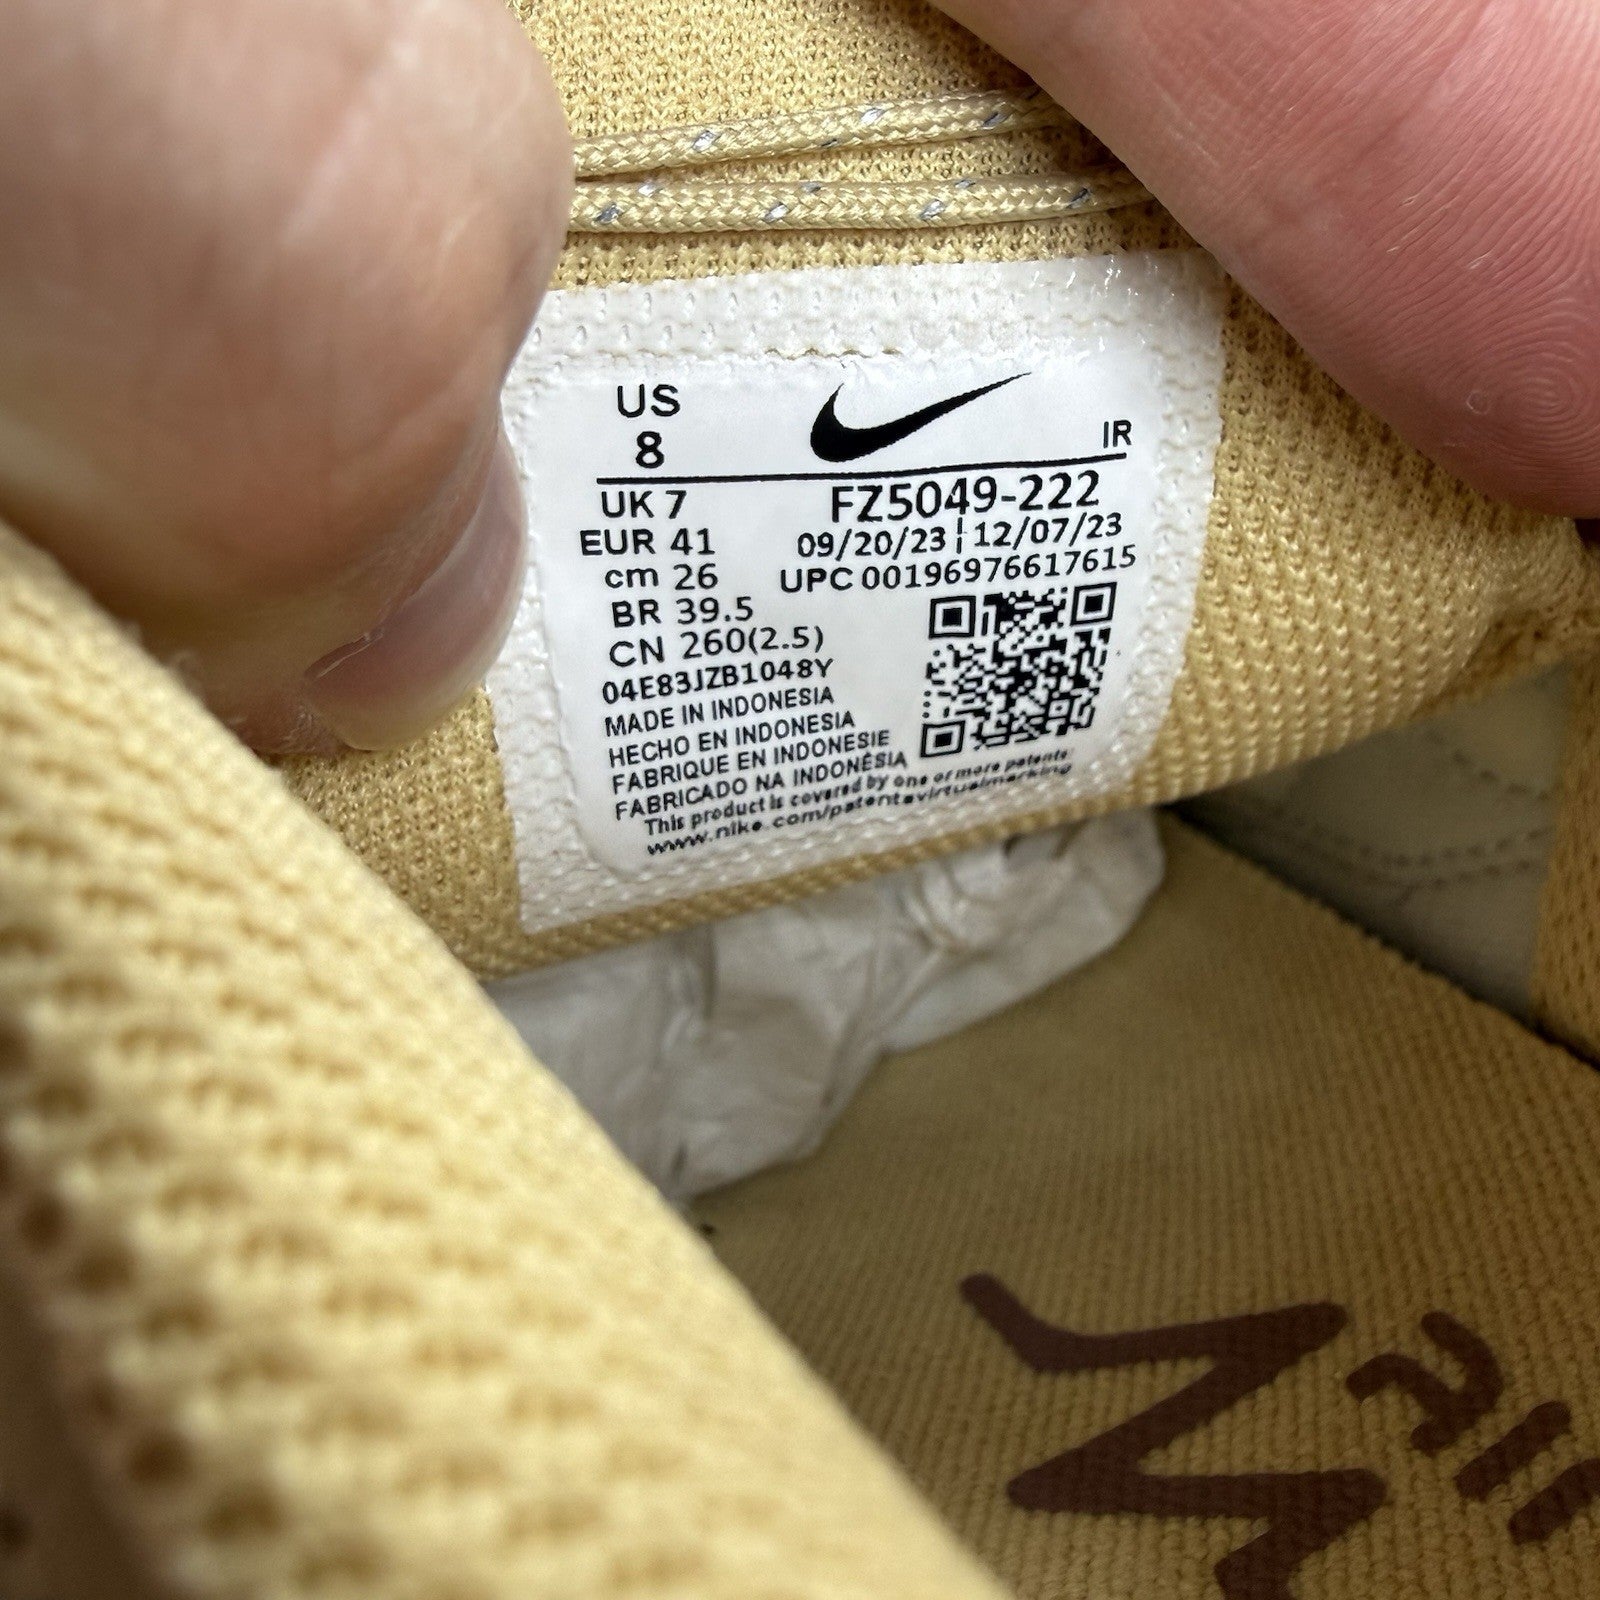 US
8
IR
UK 7
FZ5049-222
EUR 41
09/20/23 | 12/07/23
cm 26
UPC 00196976617615
BR 39.5
CN 260(2.5)
04E83JZB1048Y
MADE IN INDONESIA
HECHO EN INDONESIA
FABRIQUE EN INDONESIE
FABRICADO NA INDONÉSIA
This product is covered by one or more patents:
www.nike.com/patentsvirtualmarking